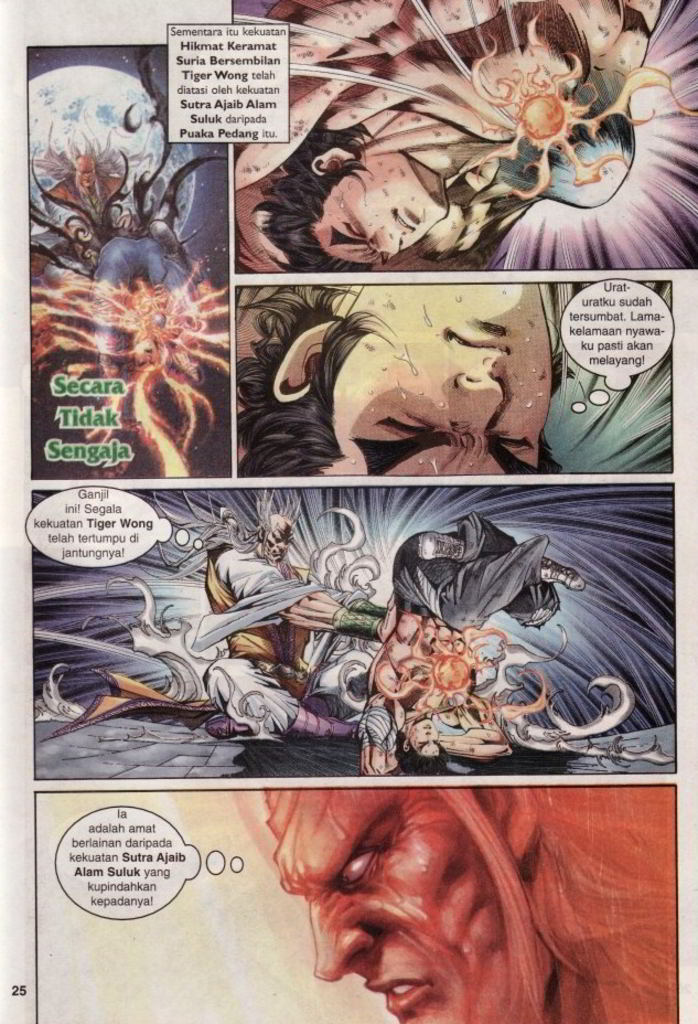 Sementara itu kekuatan
Hikmat Keramat
Suria Bersembilan
Tiger Wong telah
diatasi oleh kekuatan
Sutra Ajaib Alam
Suluk daripada
Puaka Pedang itu.
Secara
Tidak
Sengaja
Urat-
uratku sudah
tersumbat. Lama-
kelamaan nyawa-
ku pasti akan
melayang!
Ganjil
ini! Segala
kekuatan Tiger Wong
telah tertumpu di
jantungnya!
Ia
adalah amat
berlainan daripada
kekuatan Sutra Ajaib
Alam Suluk yang
kupindahkan
kepadanya!
25